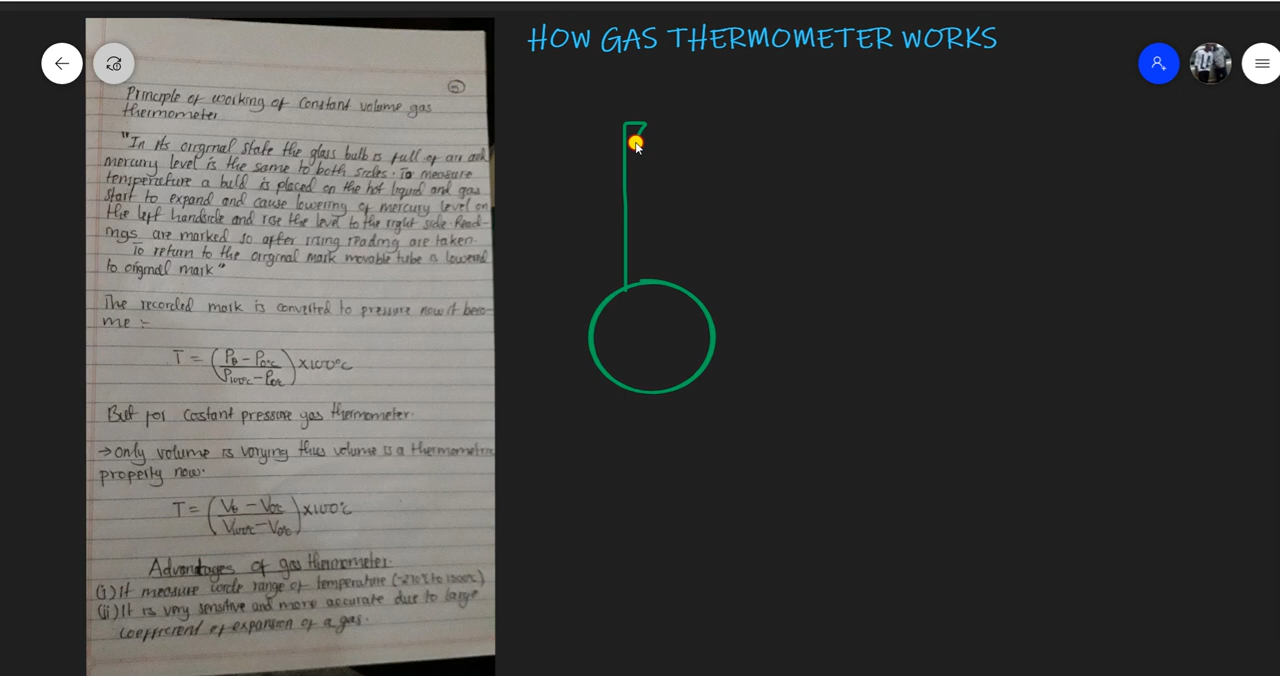 HOW GAS THERMOMETER WORKS
5
Principle of working of constant volume gas
thermometer
"In its orrginal state the glass bulb is full of air and
mercury level is the same to both sides. To measure
temperature a buld is placed on the hot liquid and gas
start to expand and cause lowering of mercury level on
the left handside and rise the level to the right side. Read-
ings are marked so after rising reading are taken.
To return to the orrginal mark movable tube is lowered
to original mark"
The recorded mark is converted to pressure now it beco-
me :-
T = (Pθ - P0°C / P100°C - P0°C) × 100°C
But for costant pressure gas thermometer.
→ only volume is varying thus volume is a thermometric
property now.
T = (Vθ - V0°C / V100°C - V0°C) × 100°C
Advantages of gas thermometer.
(i) It measure wide range of temperature (-270°C to 1500°C)
(ii) It is very sensitive and more accurate due to large
coefficient of expansion of a gas.